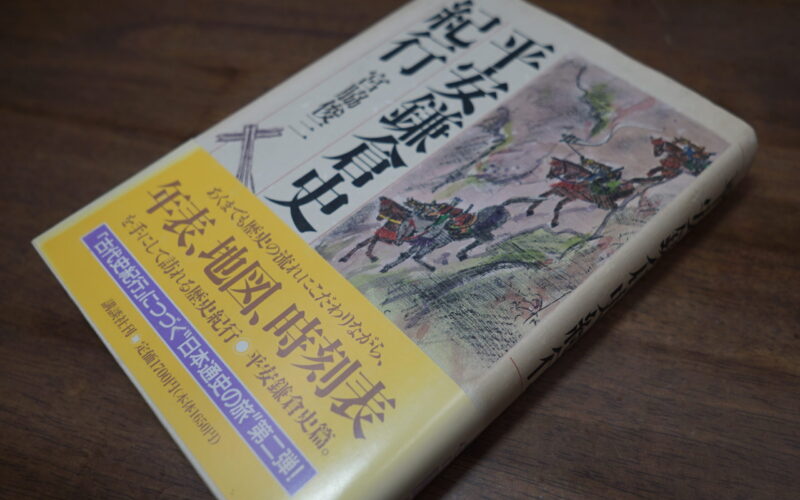 平安鎌倉史
紀行
宮脇俊三
あくまでも歴史の流れにこだわりながら、
年表、地図、時刻表
を手にして訪れる歴史紀行●平安鎌倉史篇。
『古代史紀行』につづく“日本通史の旅”第二弾!
講談社刊■定価1700円(本体1650円)